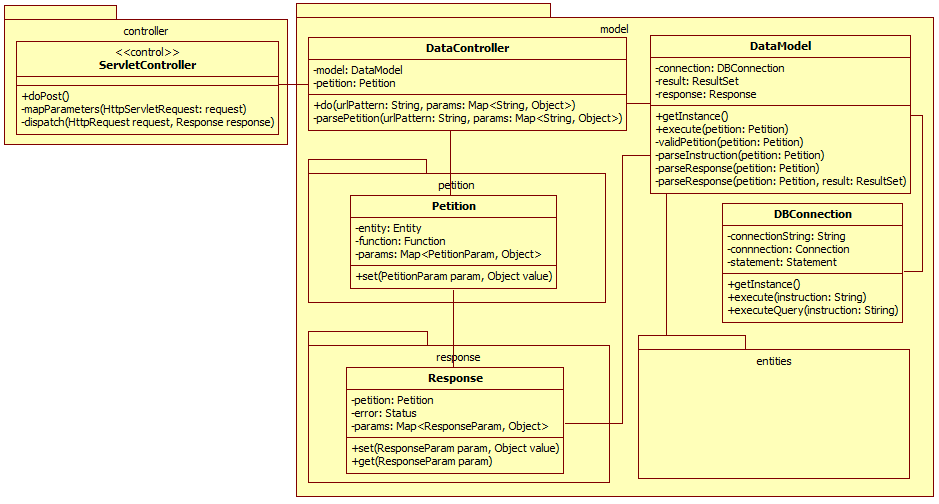 controller
<<control>>
ServletController
+doPost()
-mapParameters(HttpServletRequest: request)
-dispatch(HttpRequest request, Response response)
model
DataController
-model: DataModel
-petition: Petition
+do(urlPattern: String, params: Map<String, Object>)
-parsePetition(urlPattern: String, params: Map<String, Object>)
DataModel
-connection: DBConnection
-result: ResultSet
-response: Response
+getInstance()
+execute(petition: Petition)
-validPetition(petition: Petition)
-parseInstruction(petition: Petition)
-parseResponse(petition: Petition)
-parseResponse(petition: Petition, result: ResultSet)
petition
Petition
-entity: Entity
-function: Function
-params: Map<PetitionParam, Object>
+set(PetitionParam param, Object value)
DBConnection
-connectionString: String
-connnection: Connection
-statement: Statement
+getInstance()
+execute(instruction: String)
+executeQuery(instruction: Stiring)
response
Response
-petition: Petition
-error: Status
-params: Map<ResponseParam, Object>
+set(ResponseParam param, Object value)
+get(ResponseParam param)
entities